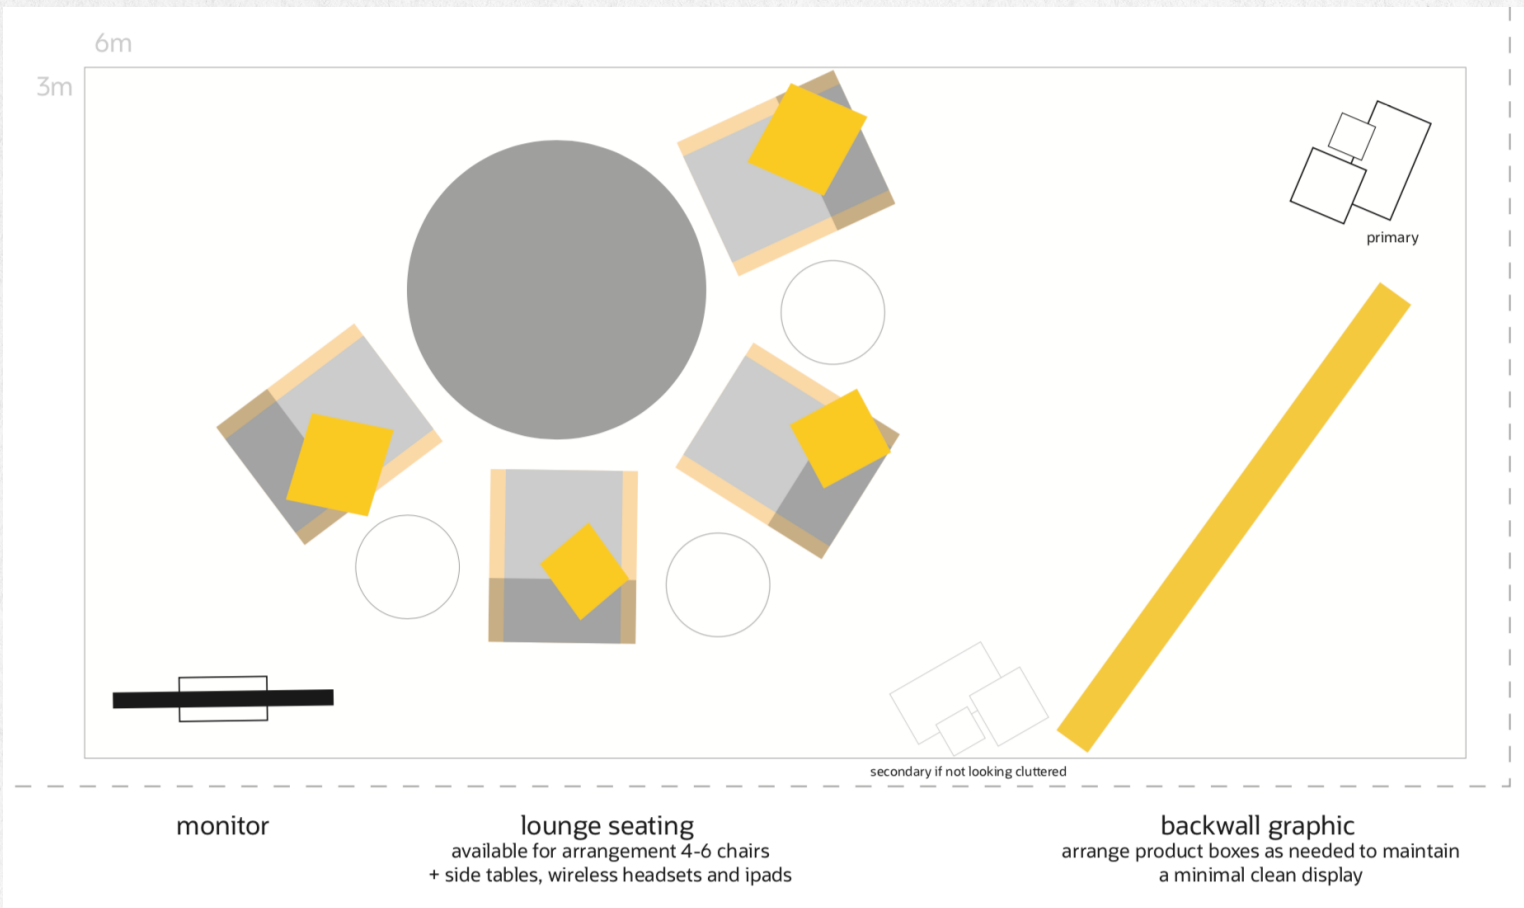 6m
3m
primary
secondary if not looking cluttered
monitor
lounge seating
available for arrangement 4-6 chairs
+ side tables, wireless headsets and ipads
backwall graphic
arrange product boxes as needed to maintain
a minimal clean display